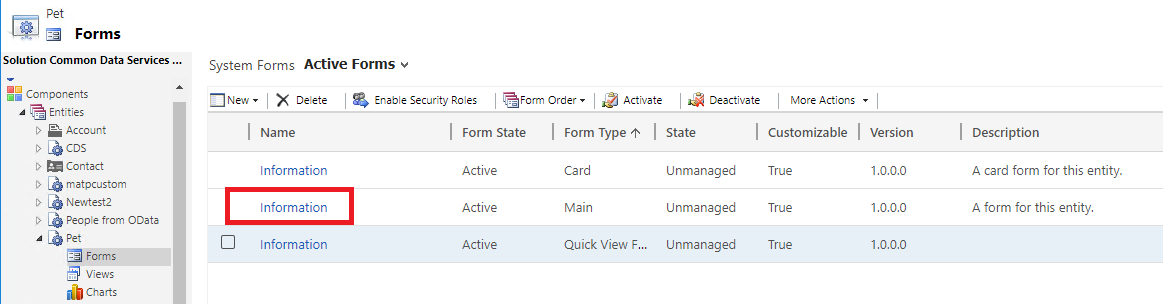 Pet
Forms
Solution Common Data Services ...
Components
Entities
Account
CDS
Contact
matpcustom
Newtest2
People from OData
Pet
Forms
Views
Charts
System Forms Active Forms
New Delete Enable Security Roles Form Order Activate Deactivate More Actions
Name Form State Form Type State Customizable Version Description
Information Active Card Unmanaged True 1.0.0.0 A card form for this entity.
Information Active Main Unmanaged True 1.0.0.0 A form for this entity.
Information Active Quick View F... Unmanaged True 1.0.0.0